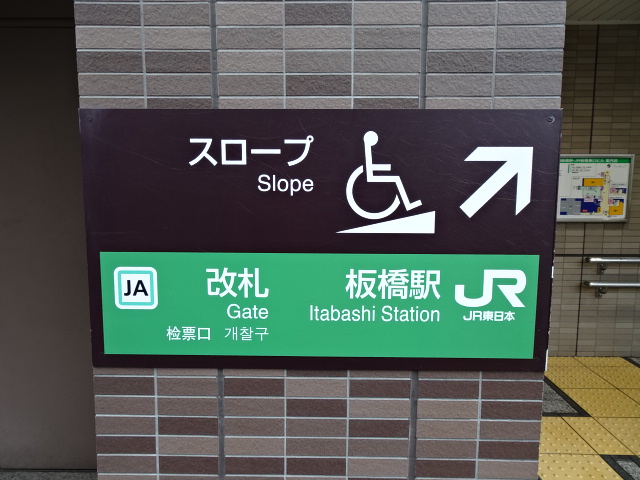 スロープ
Slope
JA
改札
Gate
检票口 개찰구
板橋駅
Itabashi Station
JR
JR東日本